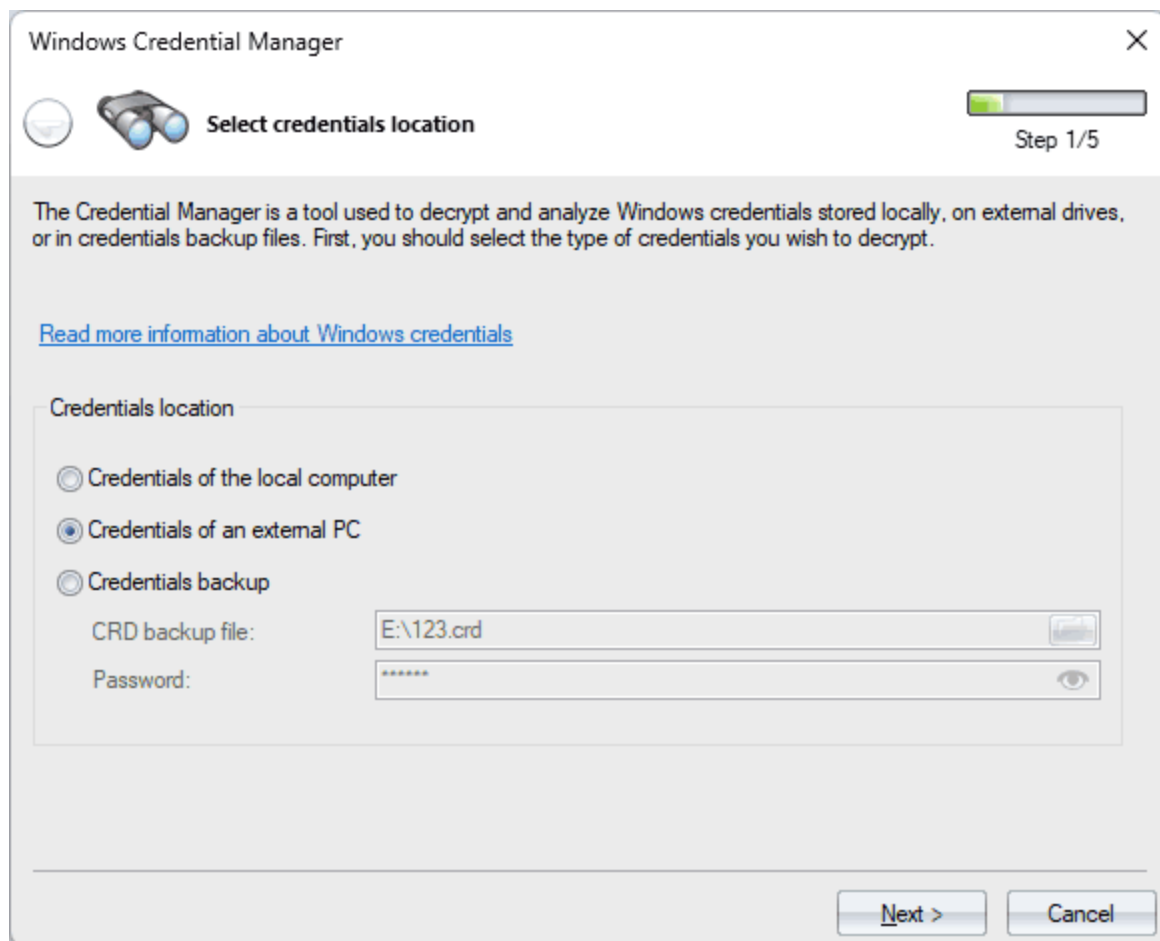 Windows Credential Manager
Select credentials location
Step 1/5
The Credential Manager is a tool used to decrypt and analyze Windows credentials stored locally, on external drives,
or in credentials backup files. First, you should select the type of credentials you wish to decrypt.
Read more information about Windows credentials
Credentials location
Credentials of the local computer
Credentials of an external PC
Credentials backup
CRD backup file:
E:\123.crd
Password:
******
Next >
Cancel